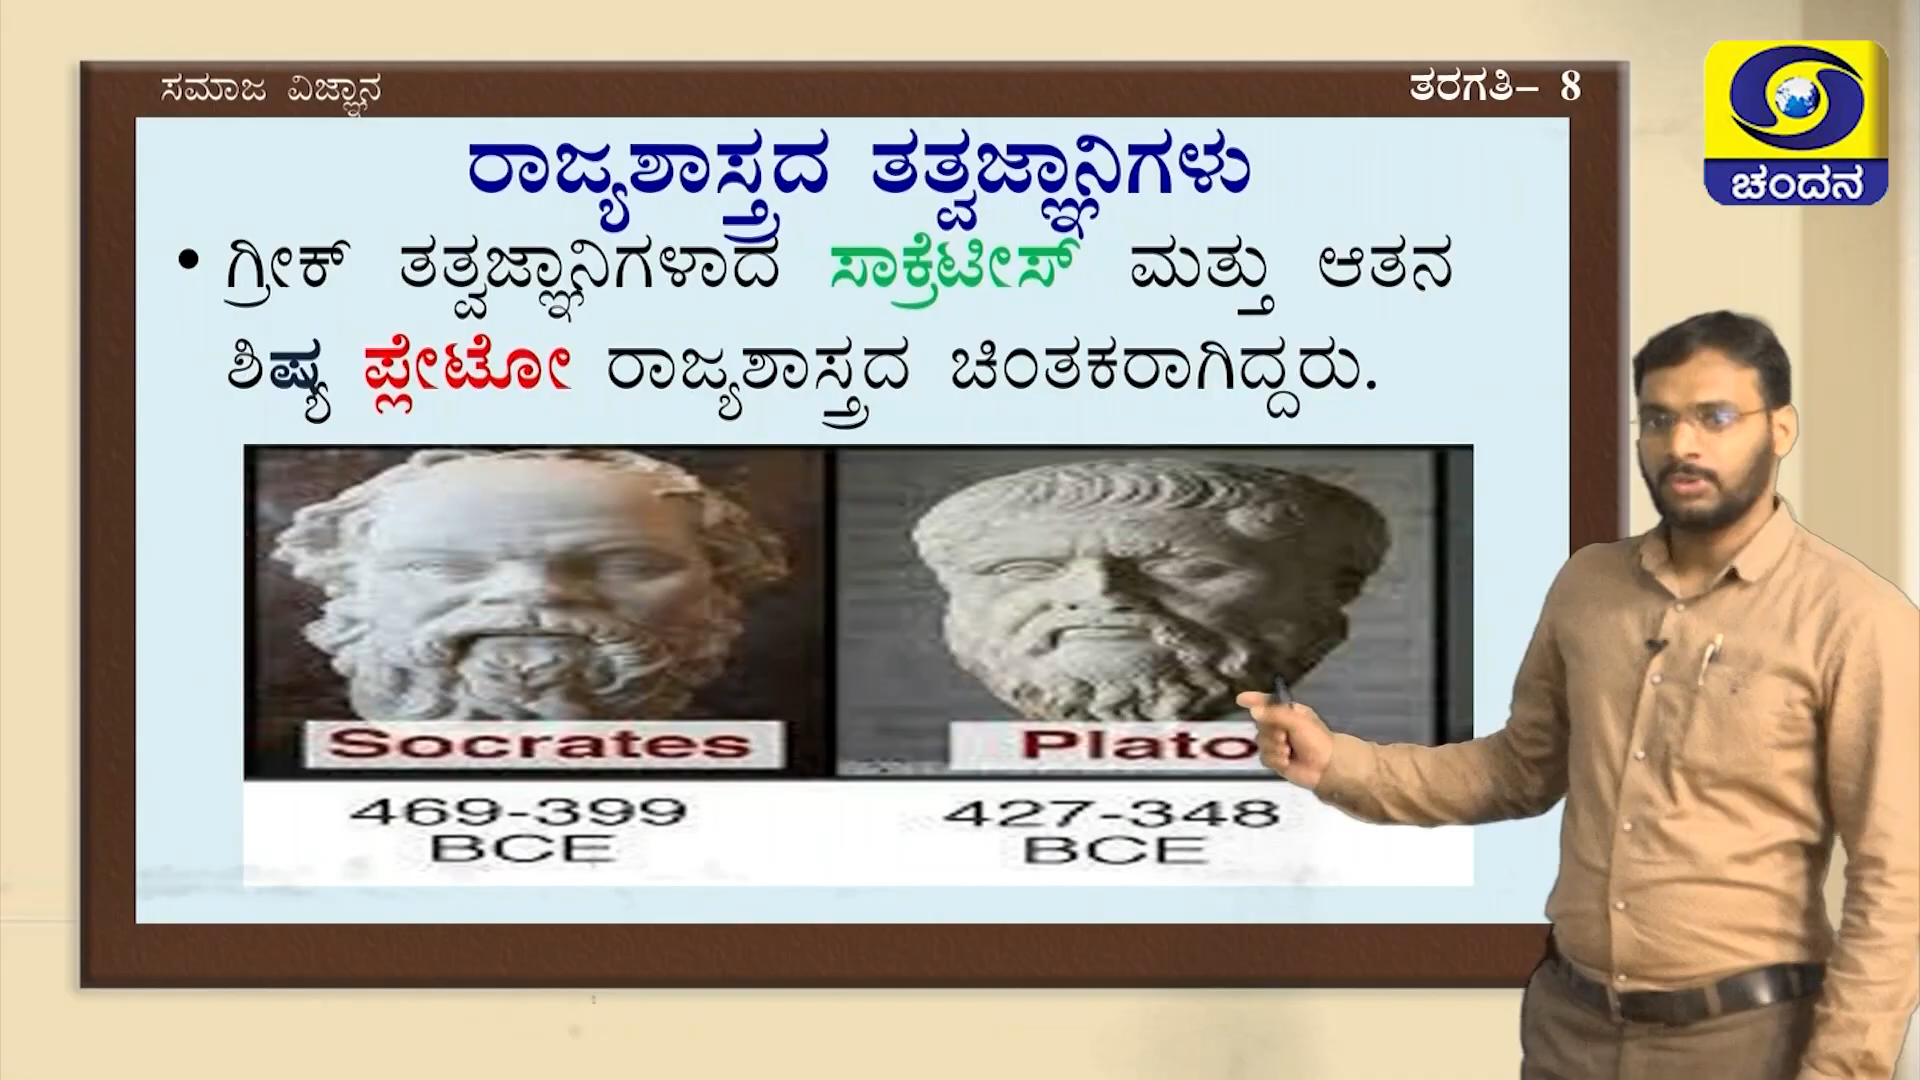 ಸಮಾಜ ವಿಜ್ಞಾನ
ತರಗತಿ– 8
ಚಂದನ
ರಾಜ್ಯಶಾಸ್ತ್ರದ ತತ್ವಜ್ಞಾನಿಗಳು
• ಗ್ರೀಕ್ ತತ್ವಜ್ಞಾನಿಗಳಾದ ಸಾಕ್ರೆಟೀಸ್ ಮತ್ತು ಆತನ
ಶಿಷ್ಯ ಪ್ಲೇಟೋ ರಾಜ್ಯಶಾಸ್ತ್ರದ ಚಿಂತಕರಾಗಿದ್ದರು.
Socrates
Plato
469-399
BCE
427-348
BCE